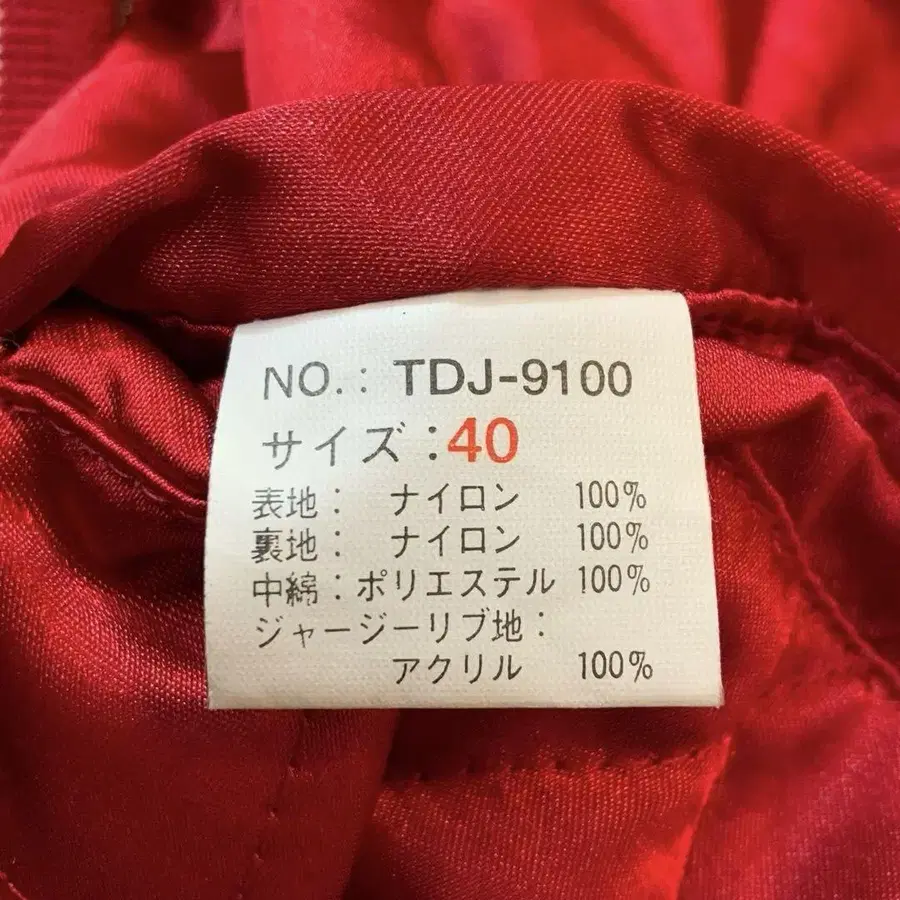 NO.: TDJ-9100
サイズ:40
表地: ナイロン 100%
裏地: ナイロン 100%
中綿:ポリエステル 100%
ジャージーリブ地:
アクリル 100%